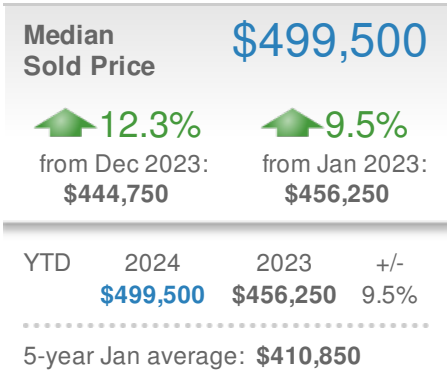 Median $499,500
Sold Price
12.3% 9.5%
from Dec 2023: from Jan 2023:
$444,750 $456,250
YTD 2024 2023 +/-
$499,500 $456,250 9.5%
5-year Jan average: $410,850